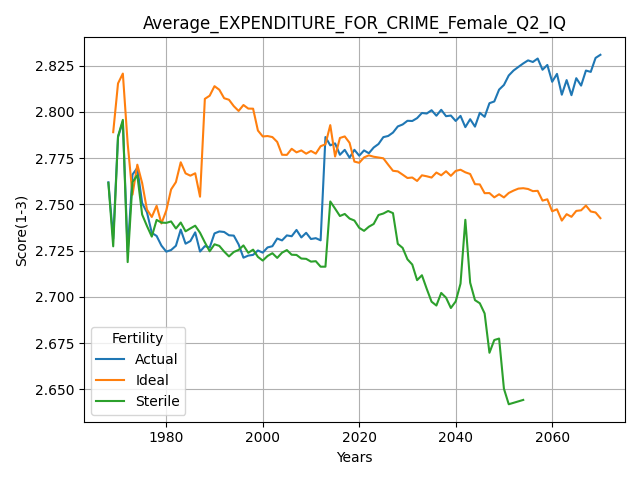 Average_EXPENDITURE_FOR_CRIME_Female_Q2_IQ
Score(1-3)
2.825
2.800
2.775
2.750
2.725
2.700
2.675
2.650
Fertility
Actual
Ideal
Sterile
1980 2000 2020 2040 2060
Years